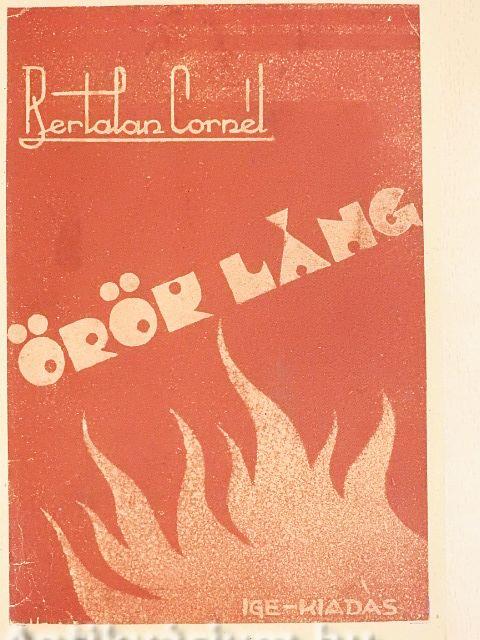 Bertalan Cornél
ÖRÖK LÁNG
IGE-KIADÁS